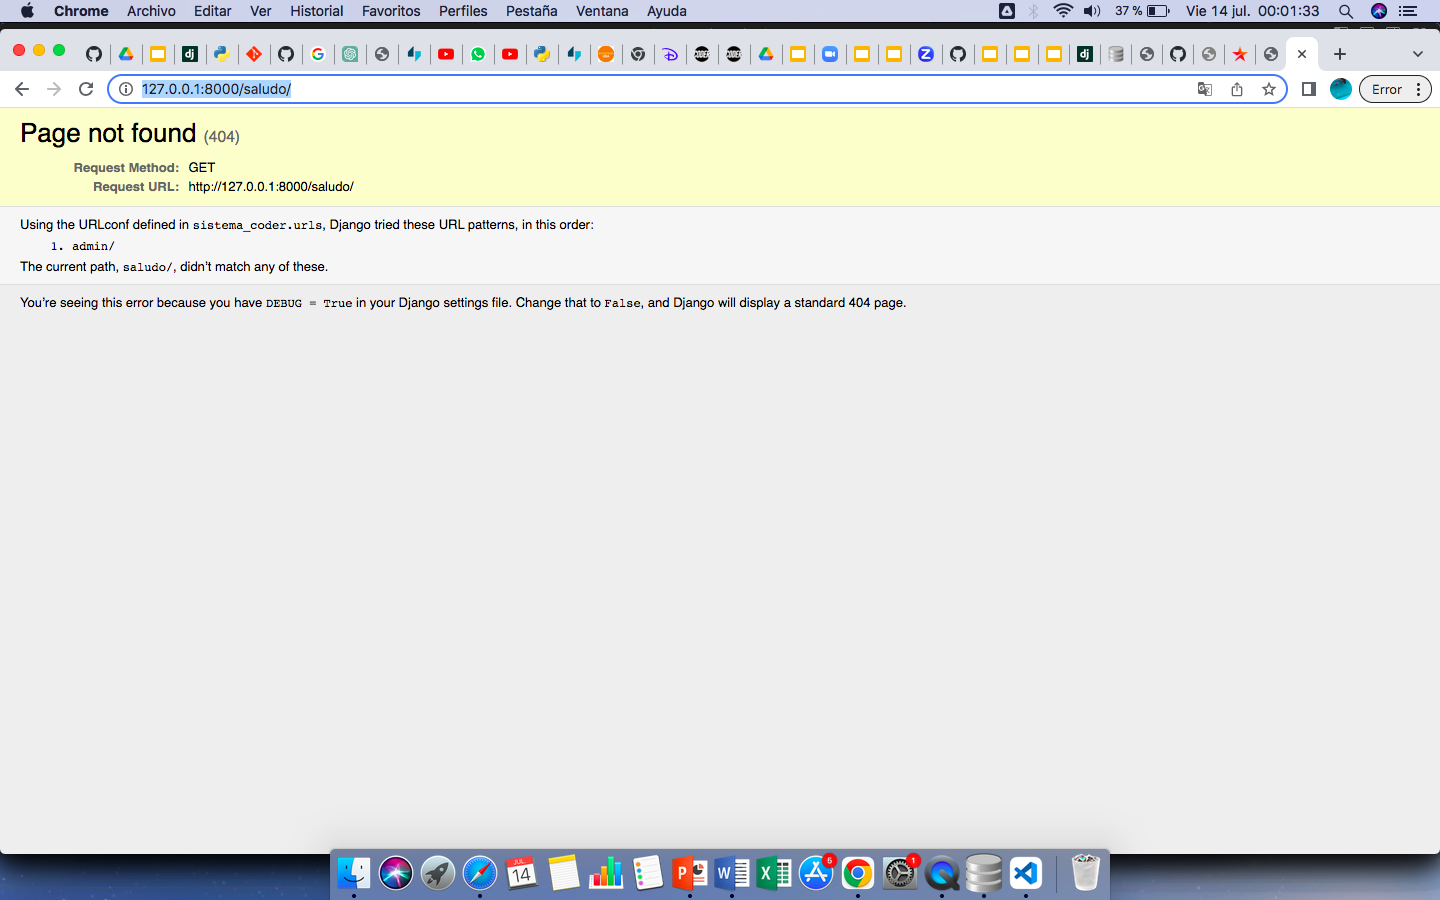 Chrome Archivo Editar Ver Historial Favoritos Perfiles Pestaña Ventana Ayuda 37 % Vie 14 jul. 00:01:33
127.0.0.1:8000/saludo/ Error
Page not found (404)
Request Method: GET
Request URL: http://127.0.0.1:8000/saludo/
Using the URLconf defined in sistema_coder.urls, Django tried these URL patterns, in this order:
1. admin/
The current path, saludo/, didn’t match any of these.
You’re seeing this error because you have DEBUG = True in your Django settings file. Change that to False, and Django will display a standard 404 page.
JUL.
14
P W X 5 1